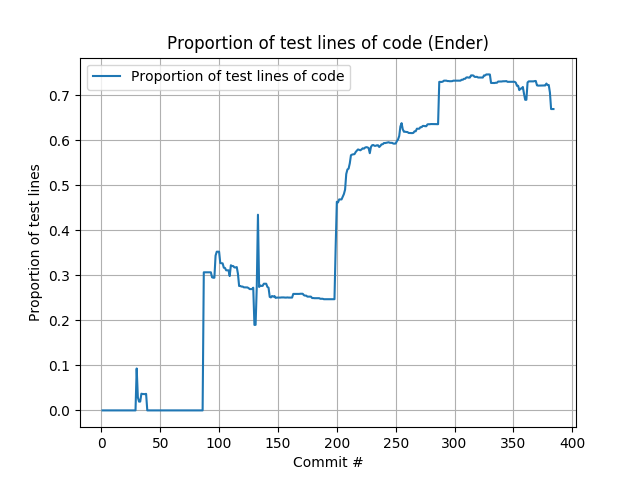 Proportion of test lines of code (Ender)
Proportion of test lines of code
Proportion of test lines
0.7
0.6
0.5
0.4
0.3
0.2
0.1
0.0
0 50 100 150 200 250 300 350 400
Commit #